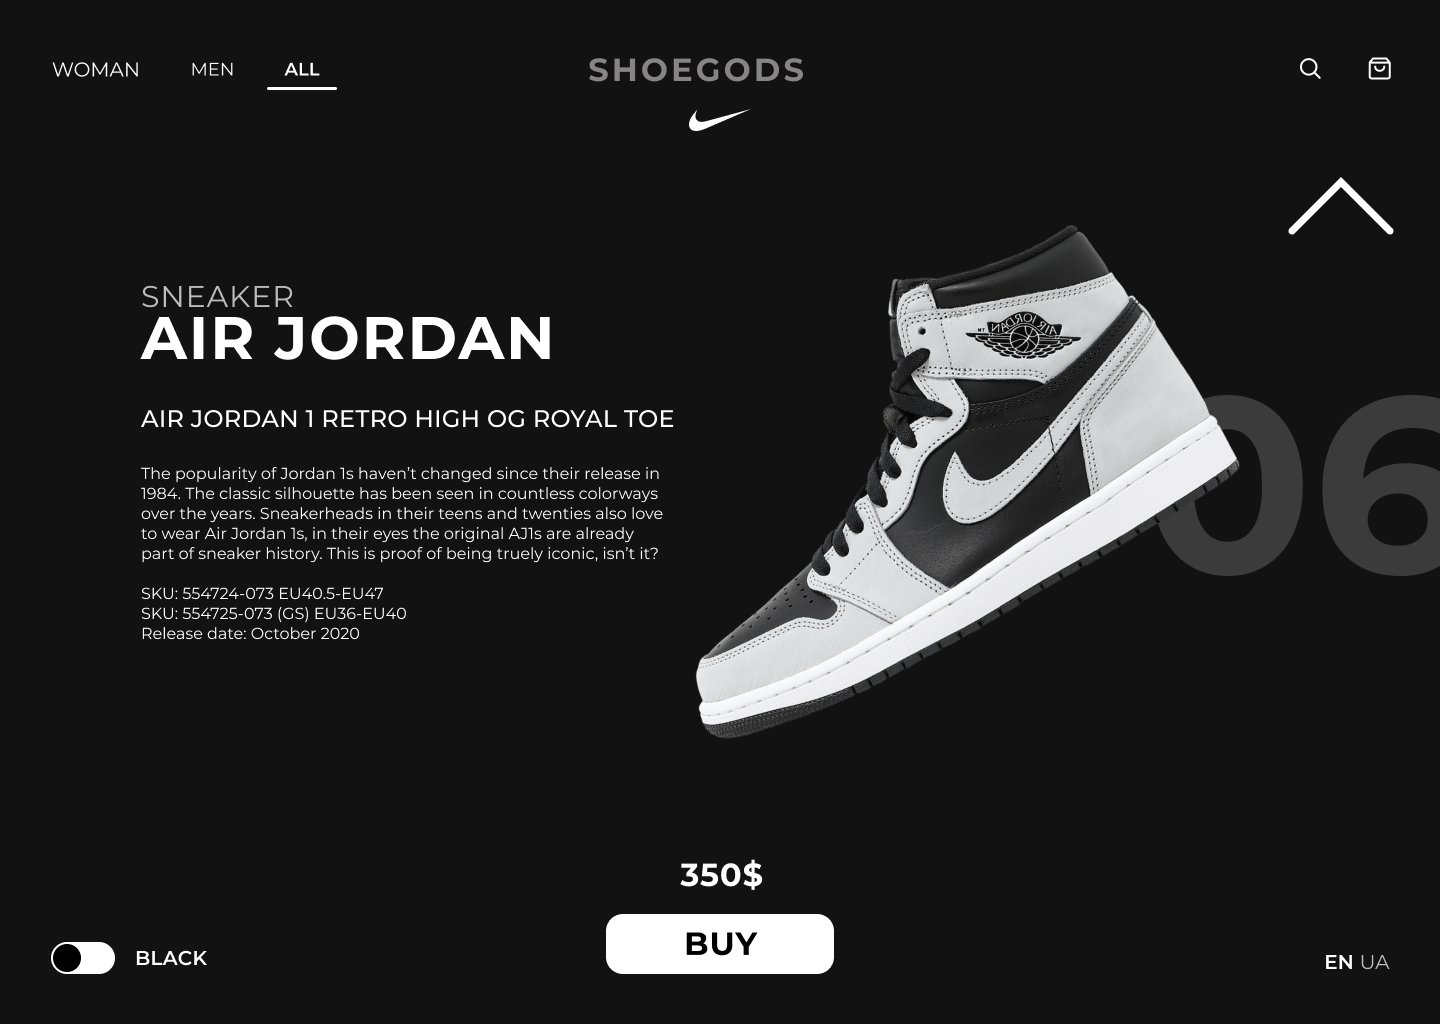 WOMAN MEN ALL SHOEGODS
SNEAKER
AIR JORDAN
AIR JORDAN 1 RETRO HIGH OG ROYAL TOE
The popularity of Jordan 1s haven’t changed since their release in
1984. The classic silhouette has been seen in countless colorways
over the years. Sneakerheads in their teens and twenties also love
to wear Air Jordan 1s, in their eyes the original AJ1s are already
part of sneaker history. This is proof of being truely iconic, isn’t it?
SKU: 554724-073 EU40.5-EU47
SKU: 554725-073 (GS) EU36-EU40
Release date: October 2020
AIR JORDAN
TM
06
350$
BUY
BLACK
EN UA